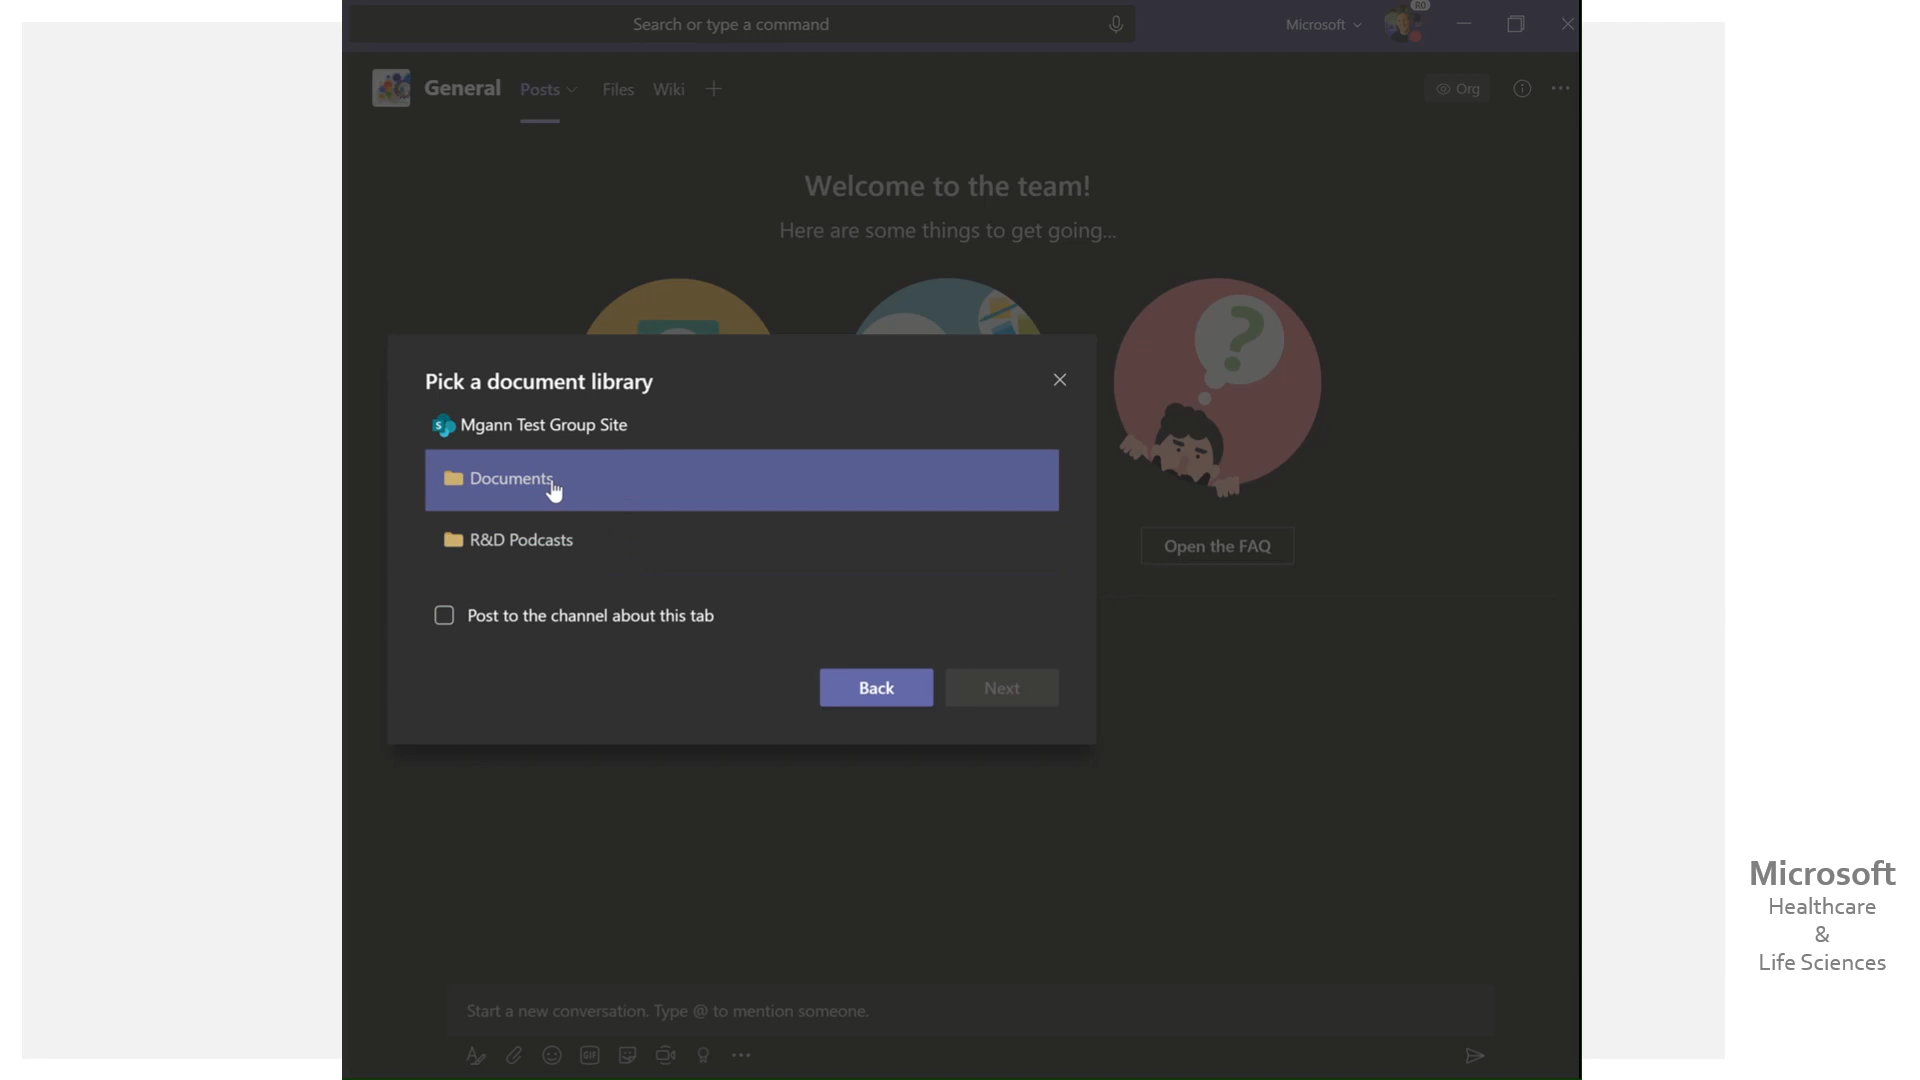 Search or type a command
Microsoft
RO
General
Posts
Files
Wiki
Org
Welcome to the team!
Here are some things to get going...
?
Pick a document library
S
Mgann Test Group Site
Documents
R&D Podcasts
Open the FAQ
Post to the channel about this tab
Back
Next
Microsoft
Healthcare
&
Life Sciences
Start a new conversation. Type @ to mention someone.
GIF